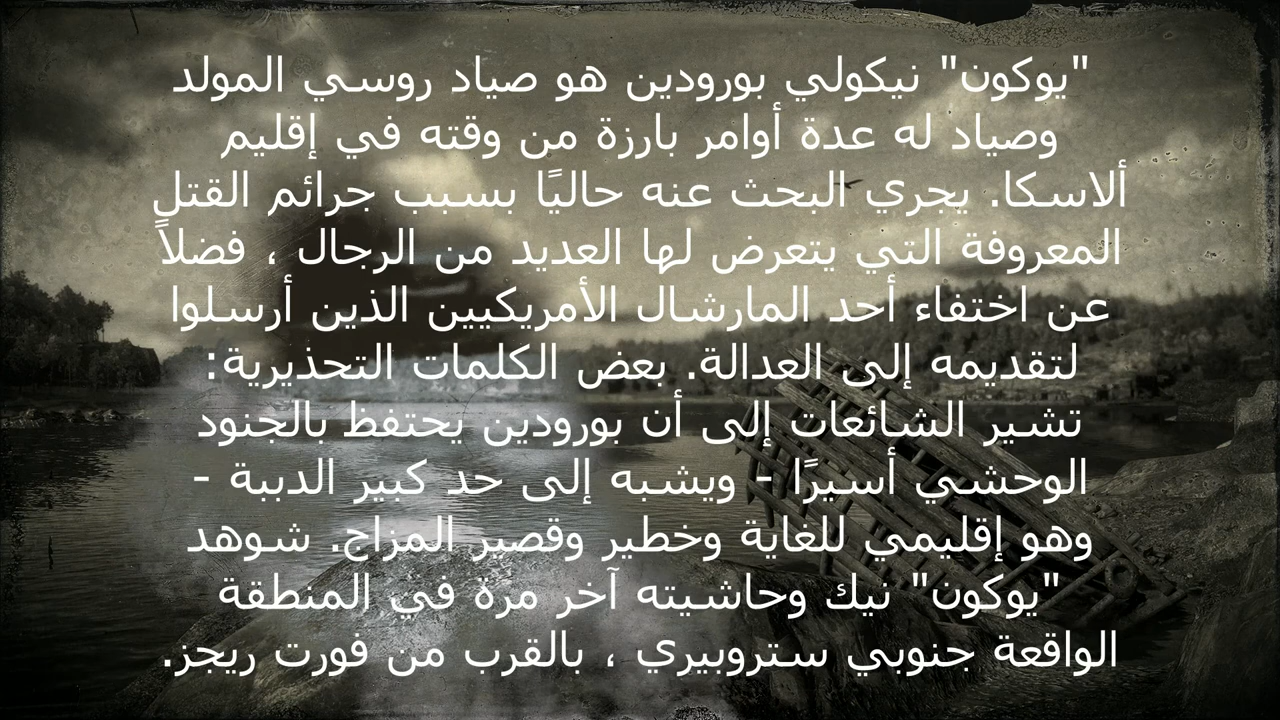 "يوكون" نيكولي بورودين هو صياد روسي المولد
وصياد له عدة أوامر بارزة من وقته في إقليم
ألاسكا. يجري البحث عنه حاليًا بسبب جرائم القتل
المعروفة التي يتعرض لها العديد من الرجال ، فضلاً
عن اختفاء أحد المارشال الأمريكيين الذين أرسلوا
لتقديمه إلى العدالة. بعض الكلمات التحذيرية:
تشير الشائعات إلى أن بورودين يحتفظ بالجنود
الوحشي أسيرًا - ويشبه إلى حد كبير الدببة -
وهو إقليمي للغاية وخطير وقصير المزاج. شوهد
"يوكون" نيك وحاشيته آخر مرة في المنطقة
الواقعة جنوبي ستروبيري ، بالقرب من فورت ريجز.